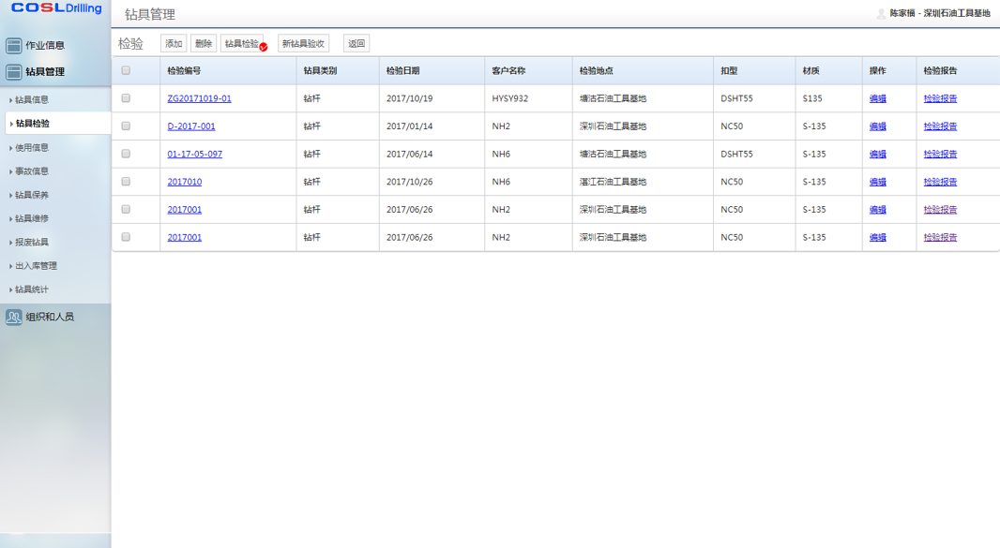 COSLDrilling
作业信息
钻具管理
钻具信息
钻具检验
使用信息
事故信息
钻具保养
钻具维修
报废钻具
出入库管理
钻具统计
组织和人员
钻具管理
陈家福 - 深圳石油工具基地
检验 添加 删除 钻具检验 新钻具验收 返回
检验编号 钻具类别 检验日期 客户名称 检验地点 扣型 材质 操作 检验报告
ZG20171019-01 钻杆 2017/10/19 HYSY932 塘沽石油工具基地 DSHT55 S135 编辑 检验报告
D-2017-001 钻杆 2017/01/14 NH2 深圳石油工具基地 NC50 S-135 编辑 检验报告
01-17-05-097 钻杆 2017/06/14 NH6 塘沽石油工具基地 DSHT55 S-135 编辑 检验报告
2017010 钻杆 2017/10/26 NH6 湛江石油工具基地 NC50 S-135 编辑 检验报告
2017001 钻杆 2017/06/26 NH2 深圳石油工具基地 NC50 S-135 编辑 检验报告
2017001 钻杆 2017/06/26 NH2 深圳石油工具基地 NC50 S-135 编辑 检验报告